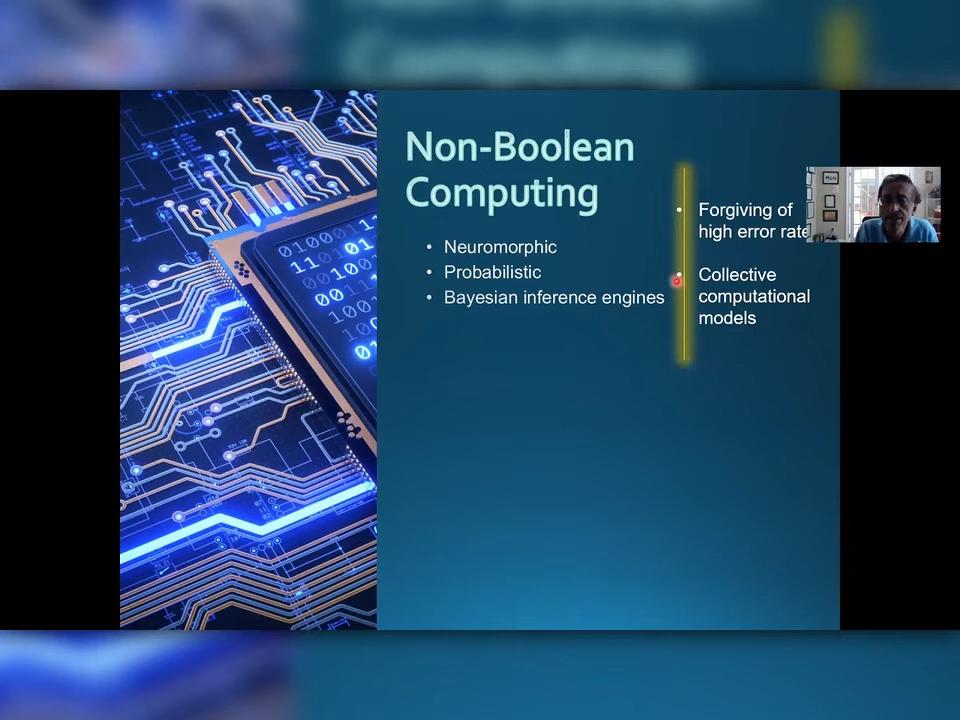 Non-Boolean
Computing
• Neuromorphic
• Probabilistic
• Bayesian inference engines
• Forgiving of
high error rate
• Collective
computational
models